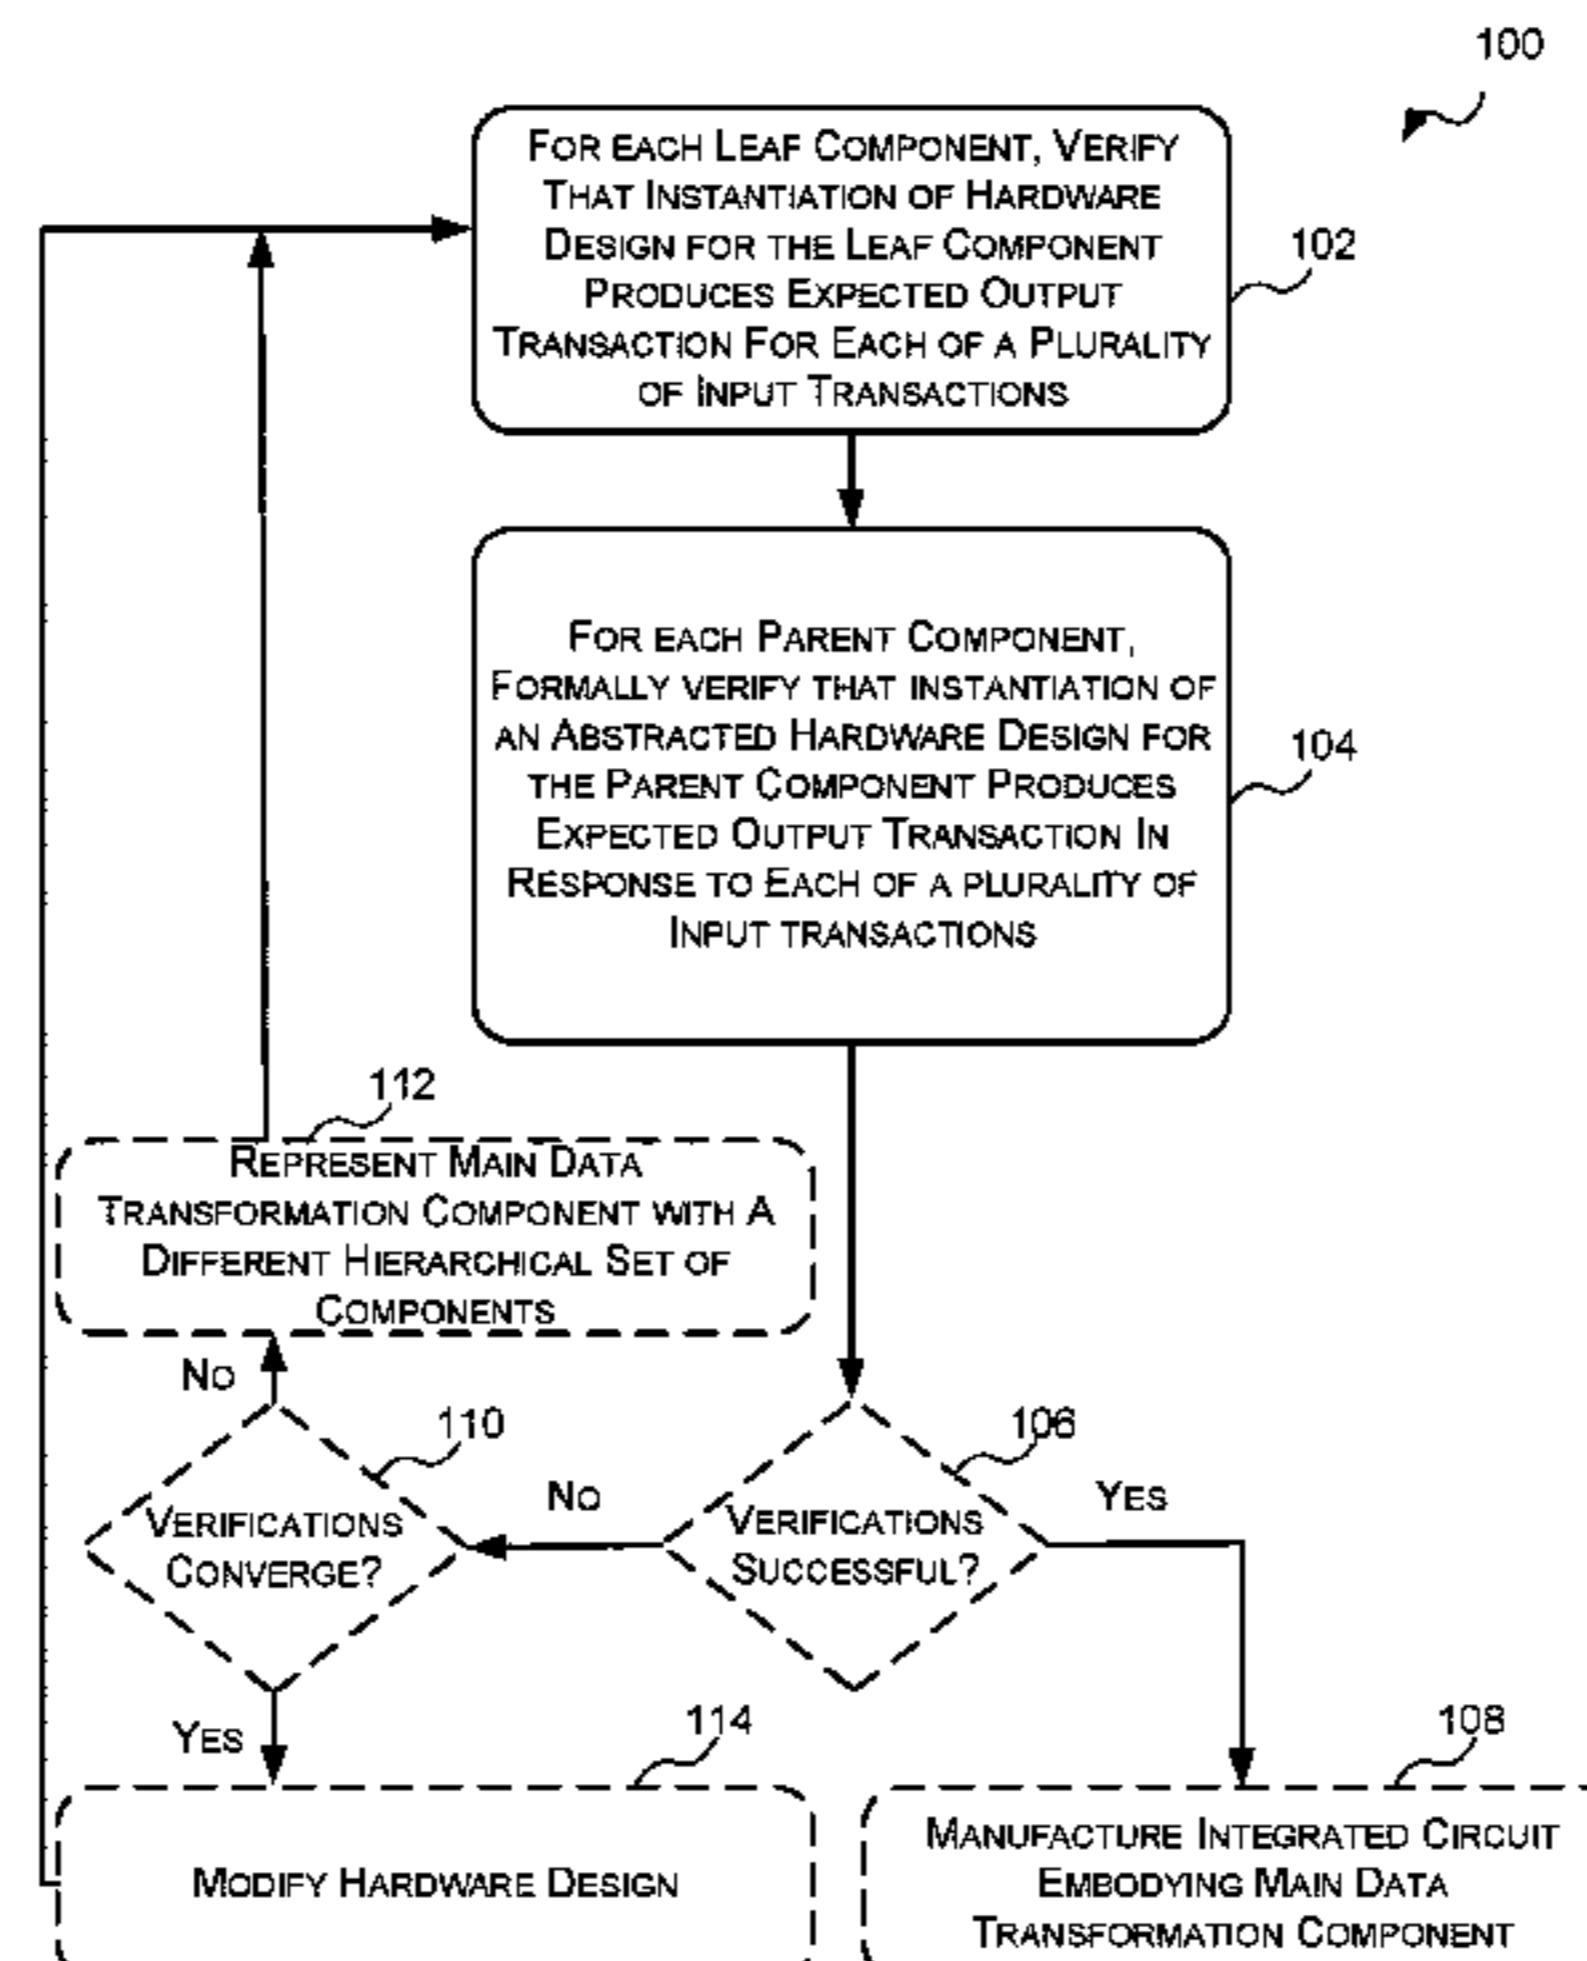 100
FOR EACH LEAF COMPONENT, VERIFY
THAT INSTANTIATION OF HARDWARE
DESIGN FOR THE LEAF COMPONENT
PRODUCES EXPECTED OUTPUT
TRANSACTION FOR EACH OF A PLURALITY
OF INPUT TRANSACTIONS
102
FOR EACH PARENT COMPONENT,
FORMALLY VERIFY THAT INSTANTIATION OF
AN ABSTRACTED HARDWARE DESIGN FOR
THE PARENT COMPONENT PRODUCES
EXPECTED OUTPUT TRANSACTION IN
RESPONSE TO EACH OF A PLURALITY OF
INPUT TRANSACTIONS
104
112
REPRESENT MAIN DATA
TRANSFORMATION COMPONENT WITH A
DIFFERENT HIERARCHICAL SET OF
COMPONENTS
NO
110
VERIFICATIONS
CONVERGE?
NO
106
VERIFICATIONS
SUCCESSFUL?
YES
YES
114
MODIFY HARDWARE DESIGN
108
MANUFACTURE INTEGRATED CIRCUIT
EMBODYING MAIN DATA
TRANSFORMATION COMPONENT